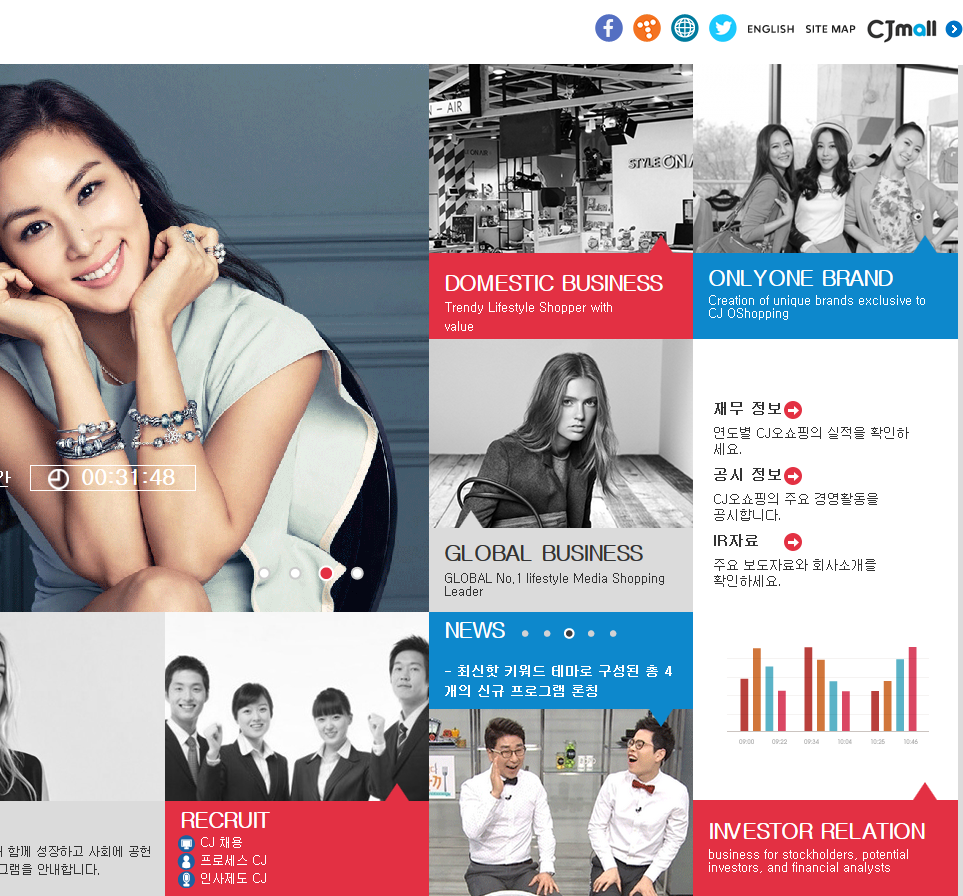 ENGLISH SITE MAP CJmall
ON - AIR
STYLE ON A
DOMESTIC BUSINESS
Trendy Lifestyle Shopper with
value
ONLYONE BRAND
Creation of unique brands exclusive to
CJ OShopping
00:31:48
GLOBAL BUSINESS
GLOBAL No.1 lifestyle Media Shopping
Leader
재무 정보
연도별 CJ오쇼핑의 실적을 확인하
세요.
공시 정보
CJ오쇼핑의 주요 경영활동을
공시합니다.
IR자료
주요 보도자료와 회사소개를
확인하세요.
NEWS
- 최신핫 키워드 테마로 구성된 총 4
개의 신규 프로그램 론칭
09:00 09:22 09:34 10:04 10:25 10:46
함께 성장하고 사회에 공헌
그램을 안내합니다.
RECRUIT
CJ 채용
프로세스 CJ
인사제도 CJ
INVESTOR RELATION
business for stockholders, potential
investors, and financial analysts